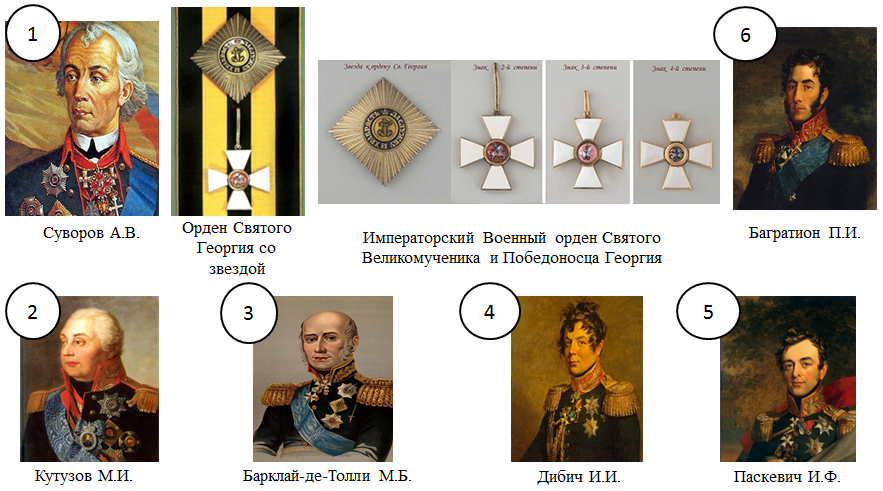 1
Суворов А.В.
Орден Святого
Георгия со
звездой
Звезда к ордену Св. Георгия
Знак 2-й степени
Знак 3-й степени
Знак 4-й степени
Императорский Военный орден Святого
Великомученика и Победоносца Георгия
6
Багратион П.И.
2
Кутузов М.И.
3
Барклай-де-Толли М.Б.
4
Дибич И.И.
5
Паскевич И.Ф.